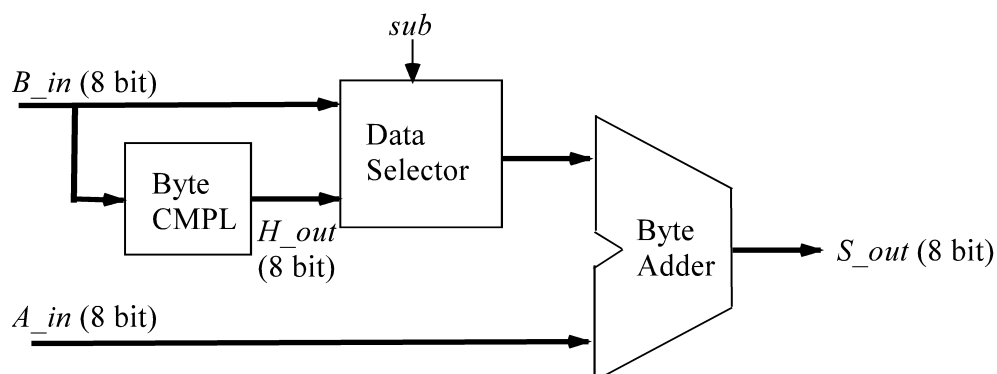 sub
B_in (8 bit)
Data
Selector
Byte
CMPL
H_out
(8 bit)
Byte
Adder
S_out (8 bit)
A_in (8 bit)